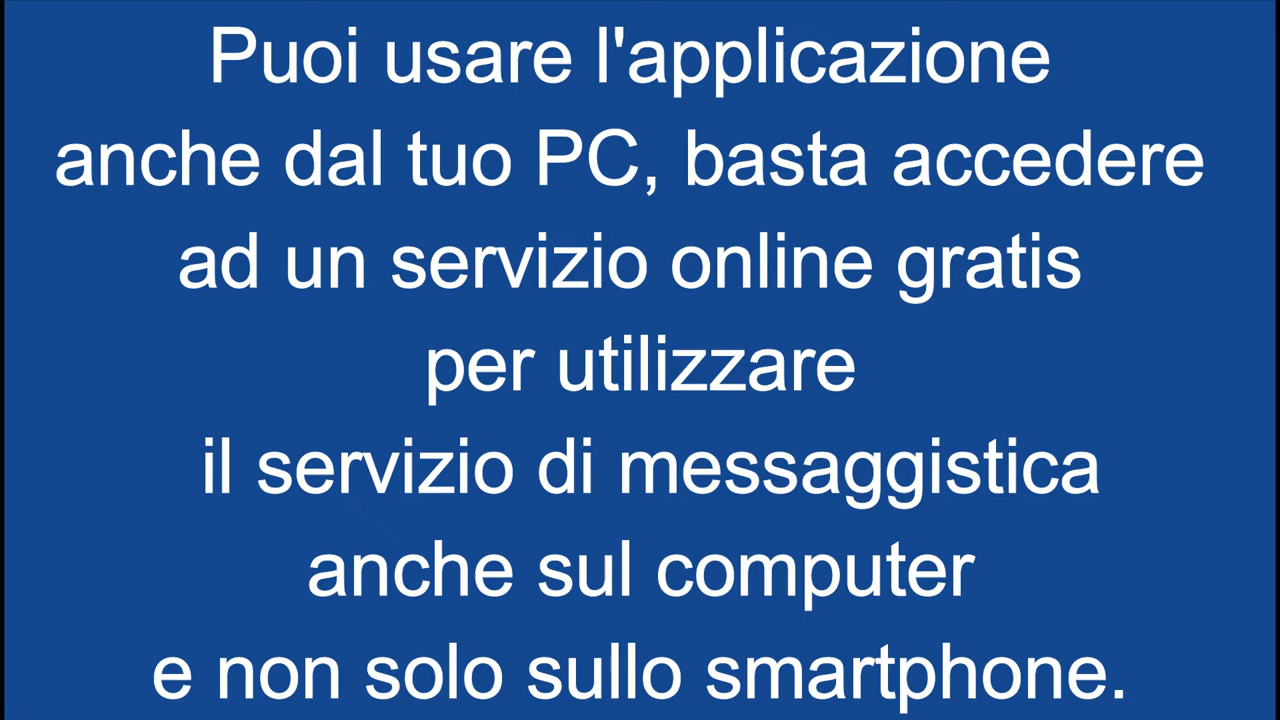 Puoi usare l'applicazione
anche dal tuo PC, basta accedere
ad un servizio online gratis
per utilizzare
il servizio di messaggistica
anche sul computer
e non solo sullo smartphone.